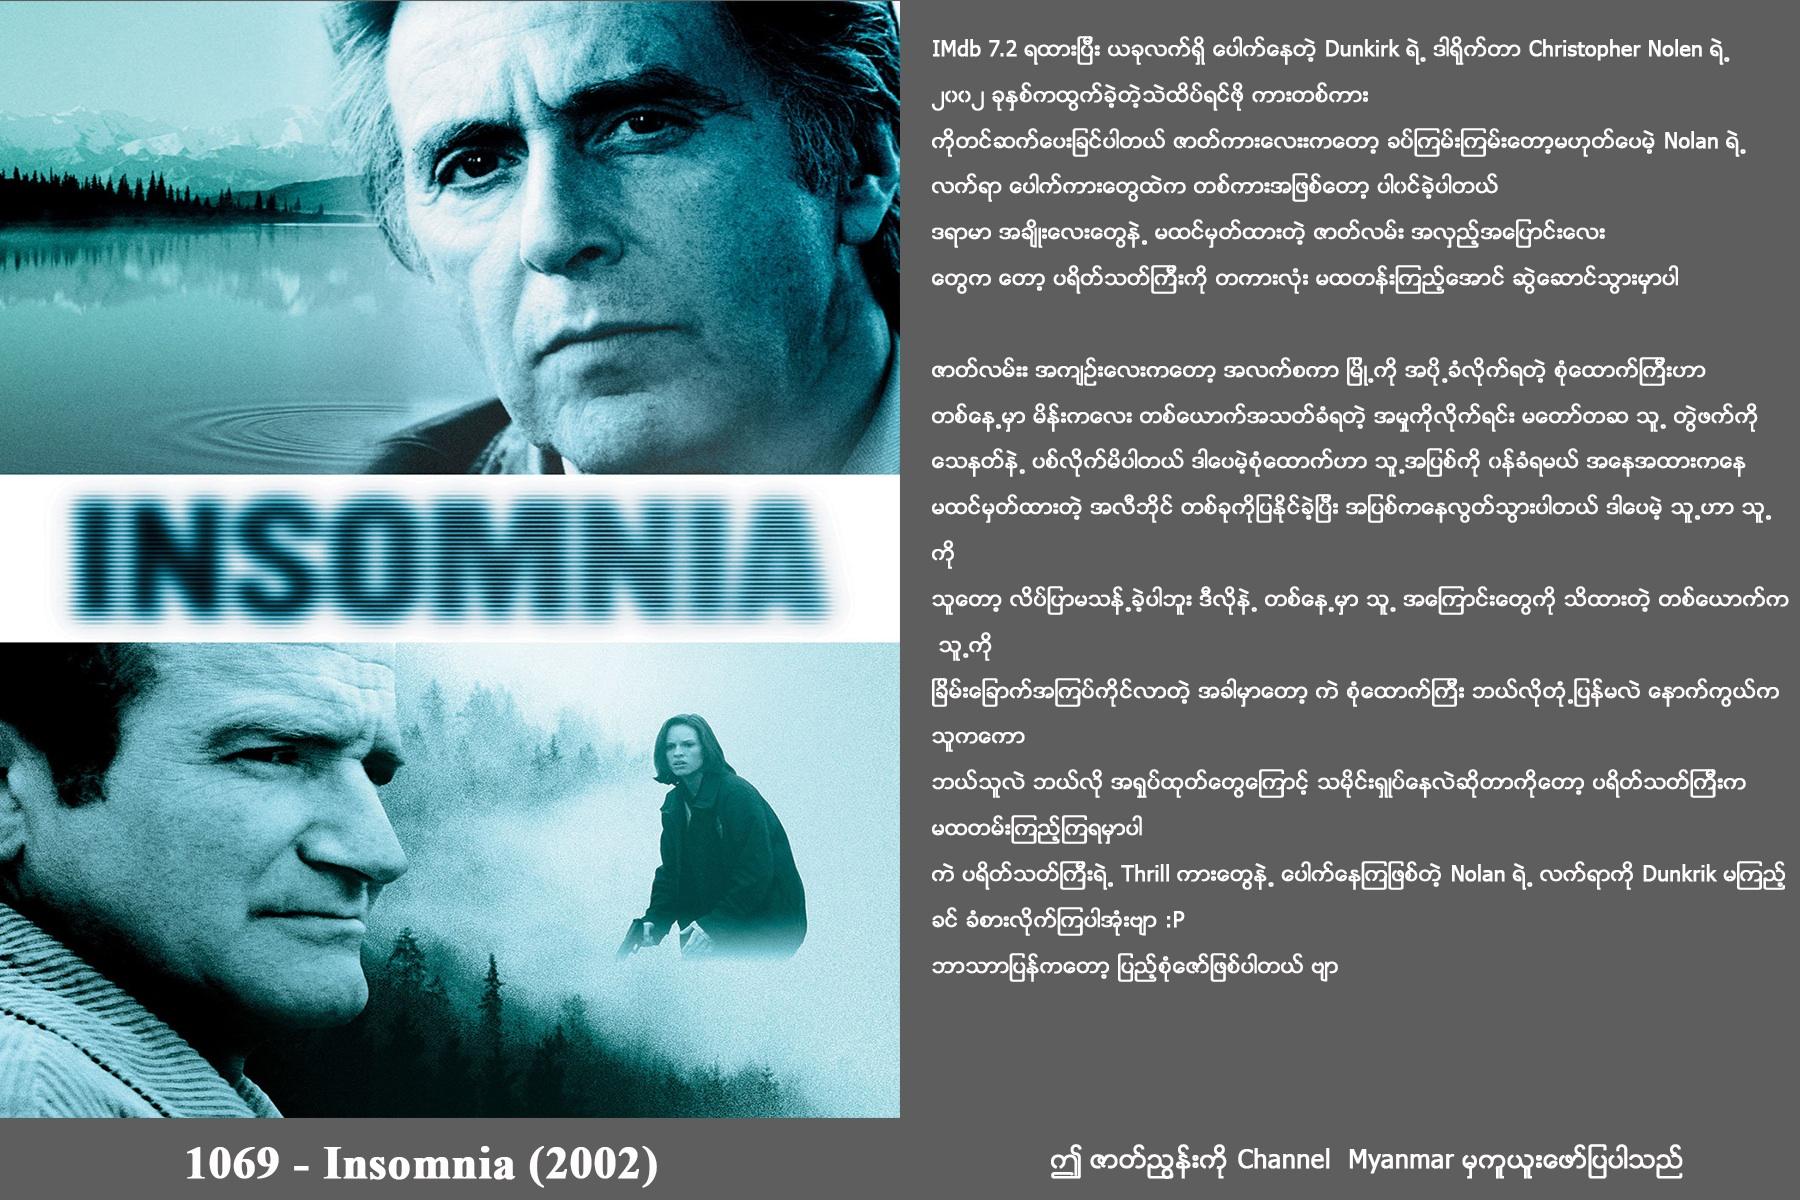 IMdb 7.2 ရထားပြီး ယခုလက်ရှိ ပေါက်နေတဲ့ Dunkirk ရဲ့ ဒါရိုက်တာ Christopher Nolen ရဲ့
၂၀၀၂ ခုနှစ်ကထွက်ခဲ့တဲ့သဲထိပ်ရင်ဖို ကားတစ်ကား
ကိုတင်ဆက်ပေးခြင်ပါတယ် ဇာတ်ကားလေးကတော့ ခပ်ကြမ်းကြမ်းတော့မဟုတ်ပေမဲ့ Nolan ရဲ့
လက်ရာ ပေါက်ကားတွေထဲက တစ်ကားအဖြစ်တော့ ပါ၀င်ခဲ့ပါတယ်
ဒရာမာ အချိုးလေးတွေနဲ့ မထင်မှတ်ထားတဲ့ ဇာတ်လမ်း အလှည့်အပြောင်းလေး
တွေက တော့ ပရိတ်သတ်ကြီးကို တကားလုံး မထတန်းကြည့်အောင် ဆွဲဆောင်သွားမှာပါ
ဇာတ်လမ်းး အကျဉ်းလေးကတော့ အလက်စကာ မြို့ကို အပို့ခံလိုက်ရတဲ့ စုံထောက်ကြီးဟာ
တစ်နေ့မှာ မိန်းကလေး တစ်ယောက်အသတ်ခံရတဲ့ အမှုကိုလိုက်ရင်း မတော်တဆ သူ့ တွဲဖက်ကို
သေနတ်နဲ့ ပစ်လိုက်မိပါတယ် ဒါပေမဲ့စုံထောက်ဟာ သူ့အပြစ်ကို ၀န်ခံရမယ် အနေအထားကနေ
မထင်မှတ်ထားတဲ့ အလီဘိုင် တစ်ခုကိုပြနိုင်ခဲ့ပြီး အပြစ်ကနေလွတ်သွားပါတယ် ဒါပေမဲ့ သူ့ဟာ သူ့
ကို
သူတော့ လိပ်ပြာမသန့်ခဲ့ပါဘူး ဒီလိုနဲ့ တစ်နေ့မှာ သူ့ အကြောင်းတွေကို သိထားတဲ့ တစ်ယောက်က
သူ့ကို
ခြိမ်းခြောက်အကြပ်ကိုင်လာတဲ့ အခါမှာတော့ ကဲ စုံထောက်ကြီး ဘယ်လိုတုံ့ပြန်မလဲ နောက်ကွယ်က
သူကကော
ဘယ်သူလဲ ဘယ်လို အရှုပ်ထုတ်တွေကြောင့် သမိုင်းရှုပ်နေလဲဆိုတာကိုတော့ ပရိတ်သတ်ကြီးက
မထတမ်းကြည့်ကြရမှာပါ
ကဲ ပရိတ်သတ်ကြီးရဲ့ Thrill ကားတွေနဲ့ ပေါက်နေကြဖြစ်တဲ့ Nolan ရဲ့ လက်ရာကို Dunkrik မကြည့်
ခင် ခံစားလိုက်ကြပါအုံးဗျာ :P
ဘာသာာပြန်ကတော့ ပြည့်စုံဇော်ဖြစ်ပါတယ် ဗျာ
INSOMNIA
1069 - Insomnia (2002)
ဤ ဇာတ်ညွှန်းကို Channel Myanmar မှကူယူးဖော်ပြပါသည်